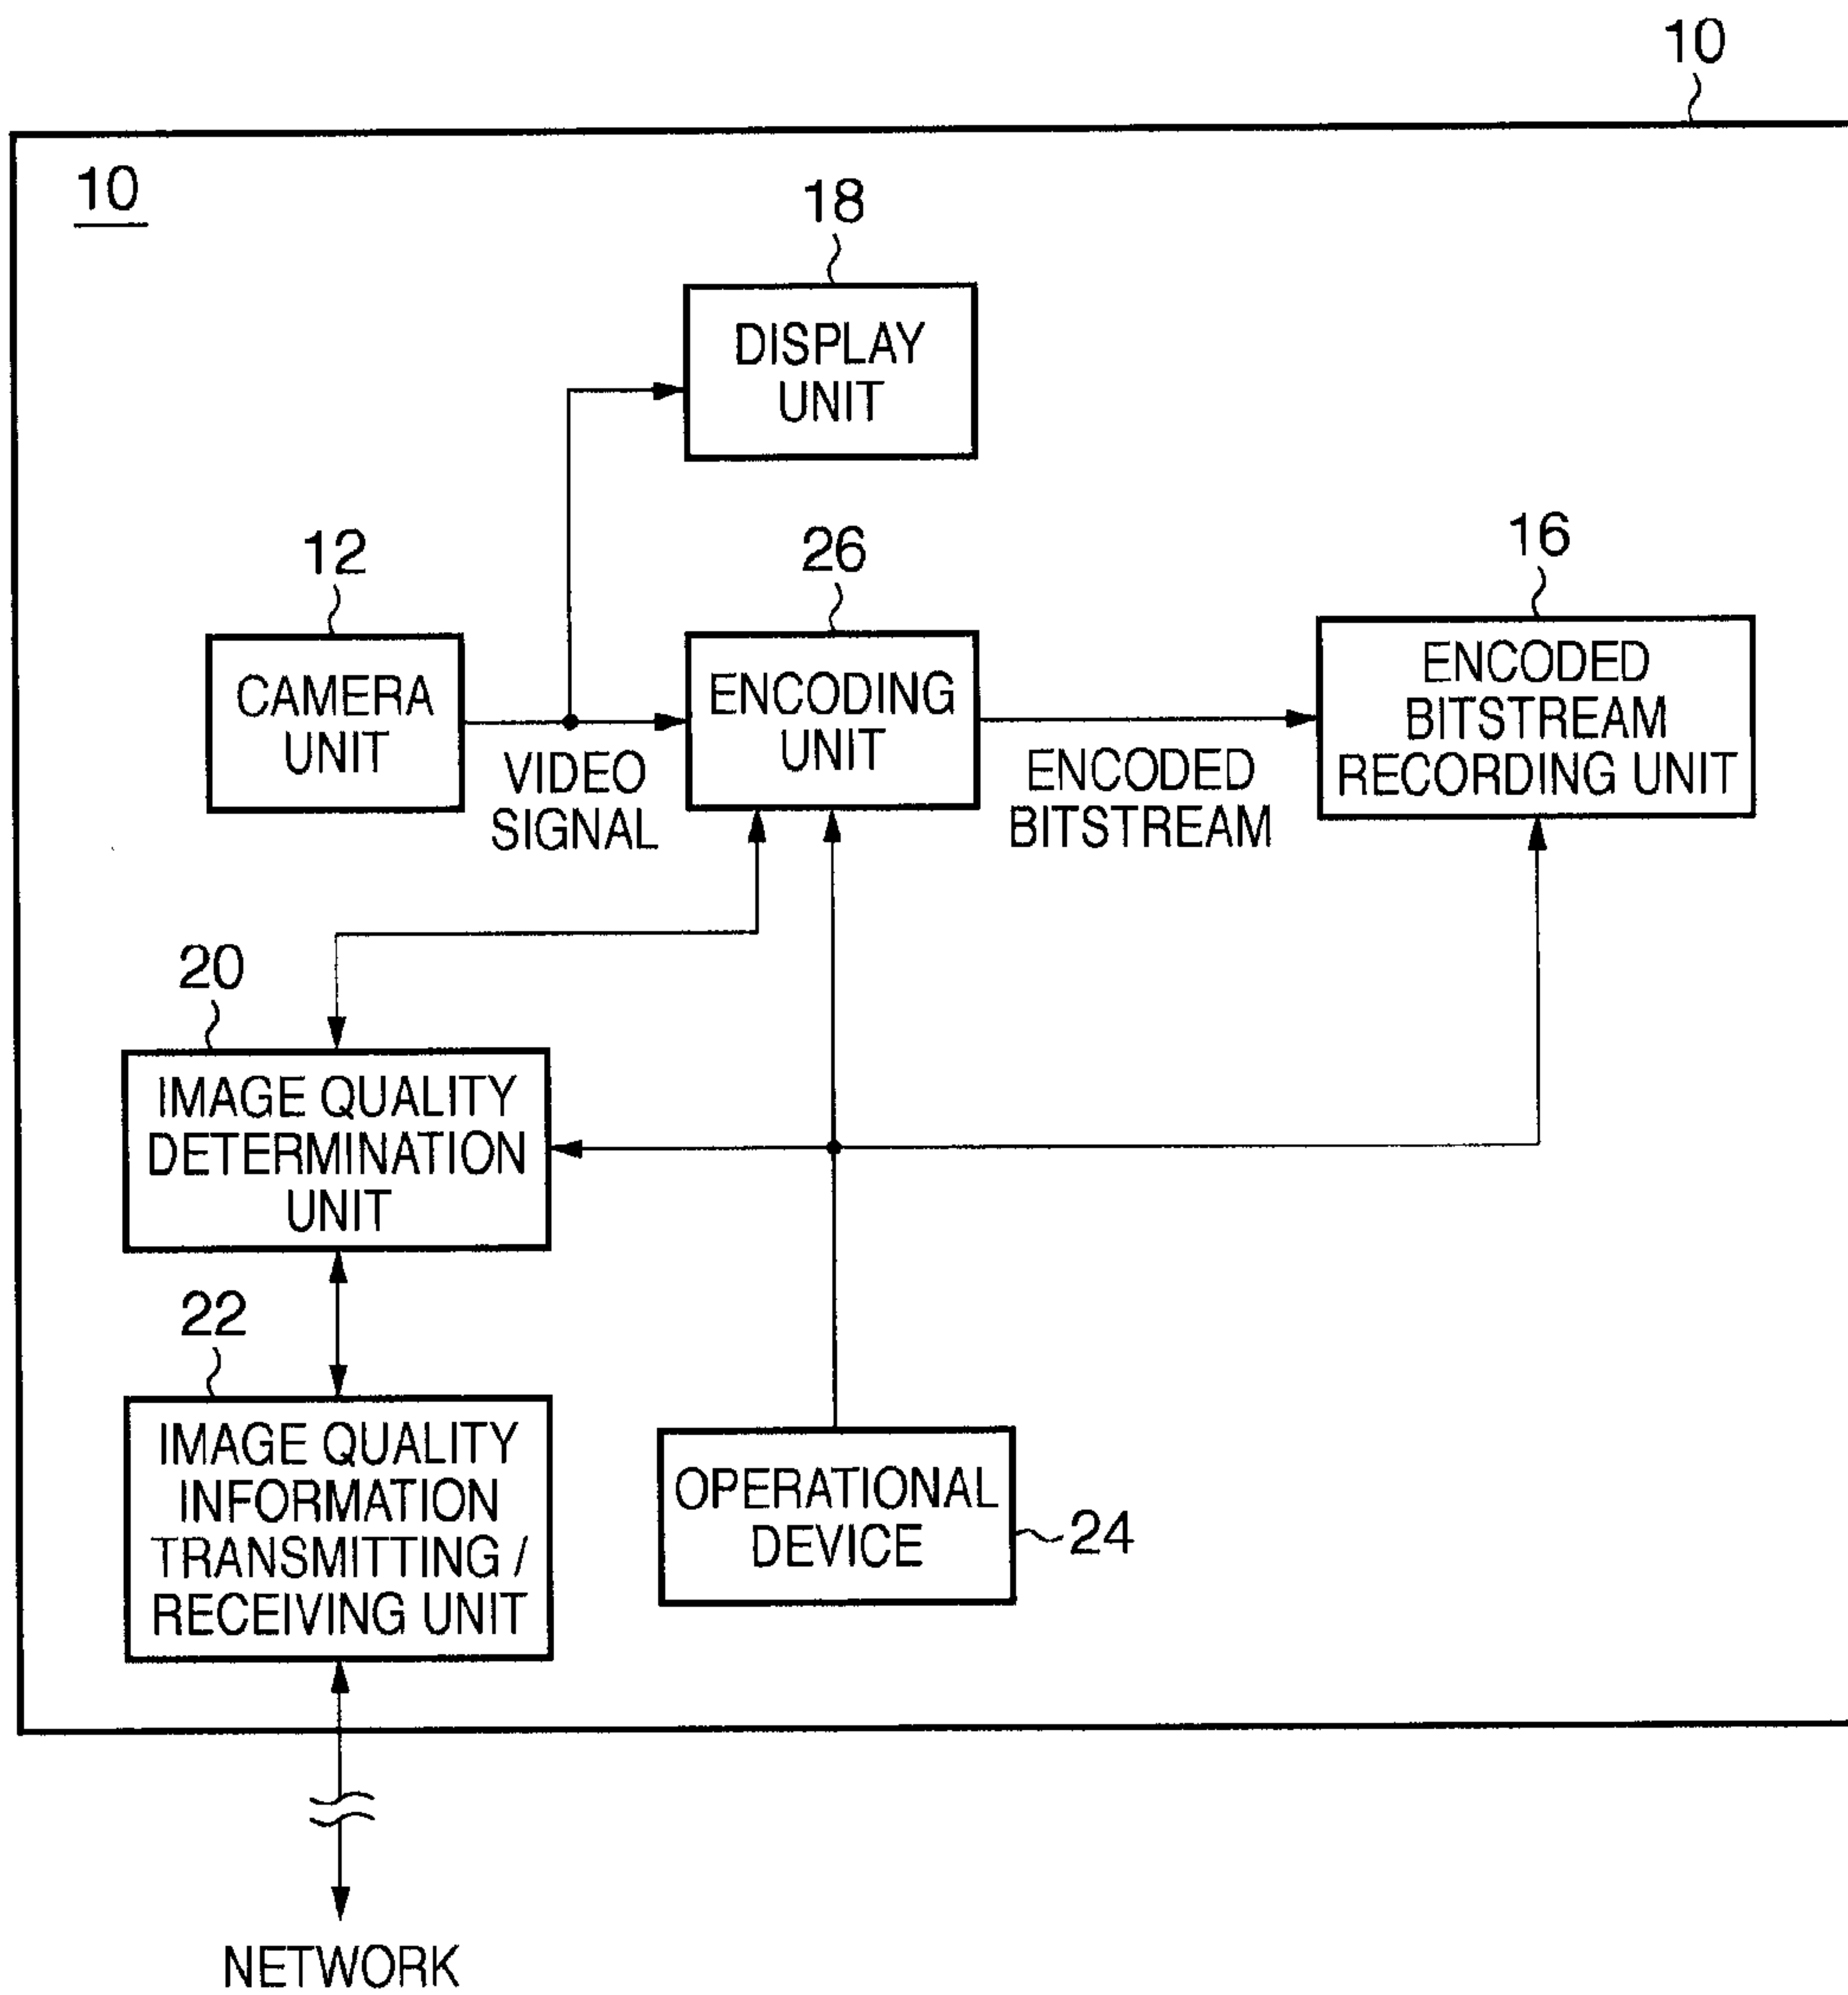 10
10
18
DISPLAY
UNIT
12
26
16
CAMERA
UNIT
VIDEO
SIGNAL
ENCODING
UNIT
ENCODED
BITSTREAM
ENCODED
BITSTREAM
RECORDING UNIT
20
IMAGE QUALITY
DETERMINATION
UNIT
22
IMAGE QUALITY
INFORMATION
TRANSMITTING /
RECEIVING UNIT
OPERATIONAL
DEVICE
24
NETWORK